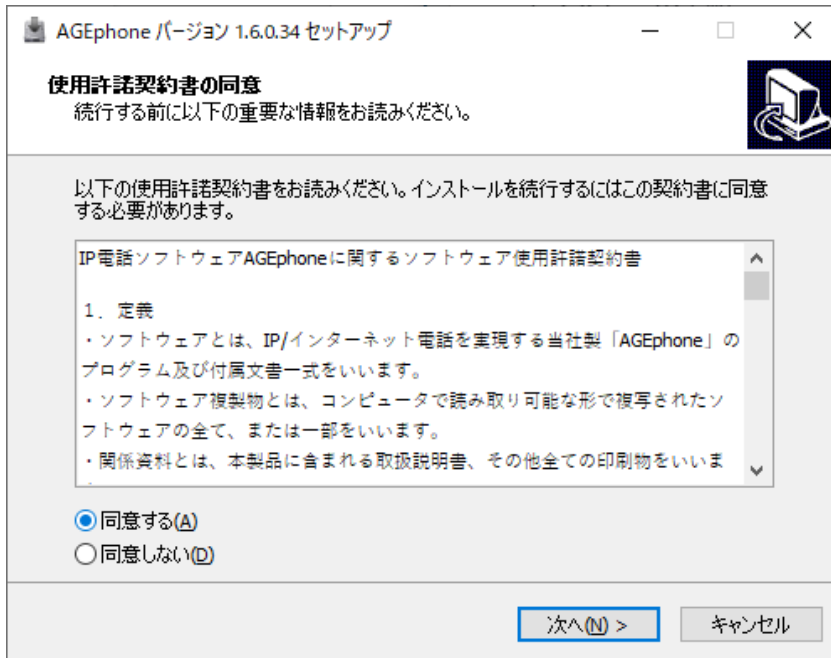 AGEphone バージョン 1.6.0.34 セットアップ
使用許諾契約書の同意
続行する前に以下の重要な情報をお読みください。
以下の使用許諾契約書をお読みください。インストールを続行するにはこの契約書に同意
する必要があります。
IP電話ソフトウェアAGEphoneに関するソフトウェア使用許諾契約書
1．定義
・ソフトウェアとは、IP/インターネット電話を実現する当社製「AGEphone」の
プログラム及び付属文書一式をいいます。
・ソフトウェア複製物とは、コンピュータで読み取り可能な形で複写されたソ
フトウェアの全て、または一部をいいます。
・関係資料とは、本製品に含まれる取扱説明書、その他全ての印刷物をいいま
同意する(A)
同意しない(D)
次へ(N) >
キャンセル